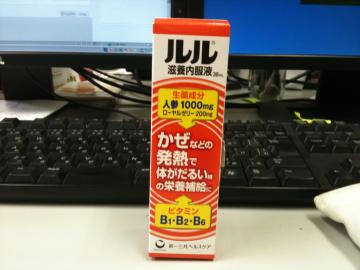 ルル®
滋養内服液 30mL
生薬成分
人参1000mg
ローヤルゼリー200mg
かぜなどの
発熱で
体がだるい時
の栄養補給に
ビタミン
B1・B2・B6
第一三共ヘルスケア